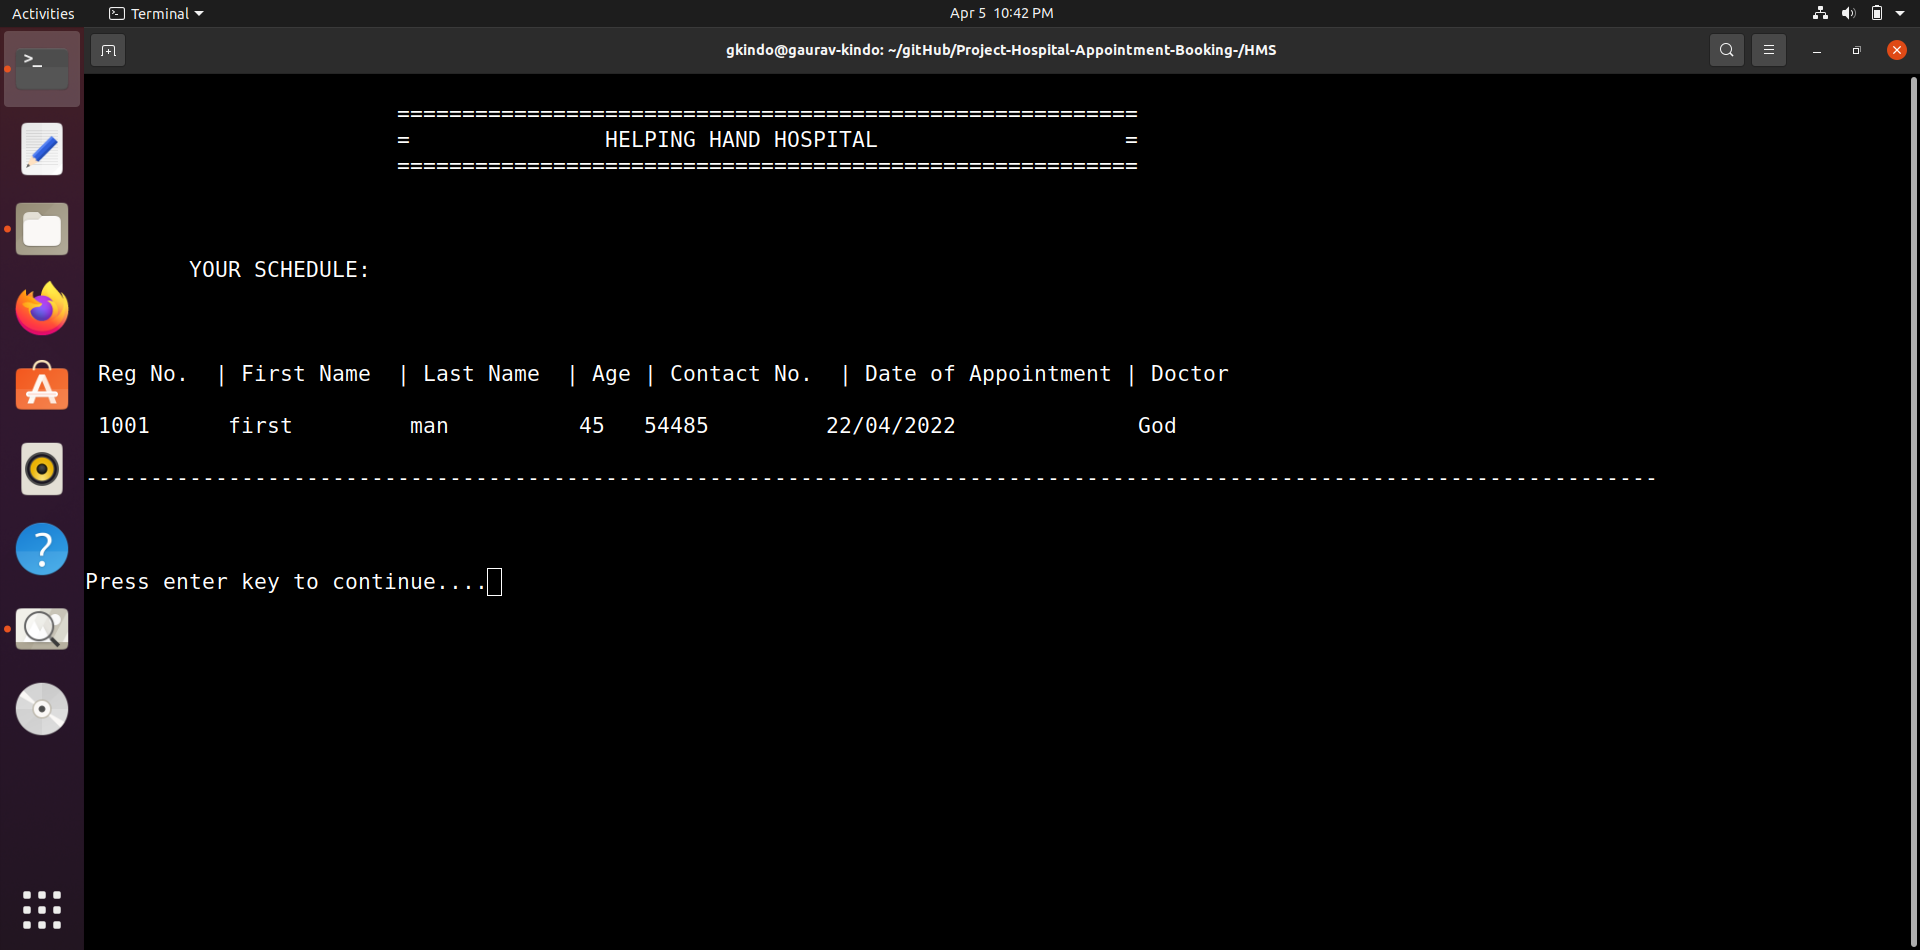 Activities Terminal Apr 5 10:42 PM
gkindo@gaurav-kindo: ~/gitHub/Project-Hospital-Appointment-Booking-/HMS
=========================================================
= HELPING HAND HOSPITAL =
=========================================================
YOUR SCHEDULE:
Reg No. | First Name | Last Name | Age | Contact No. | Date of Appointment | Doctor
1001 first man 45 54485 22/04/2022 God
-------------------------------------------------------------------------------------------------------------------------
Press enter key to continue....